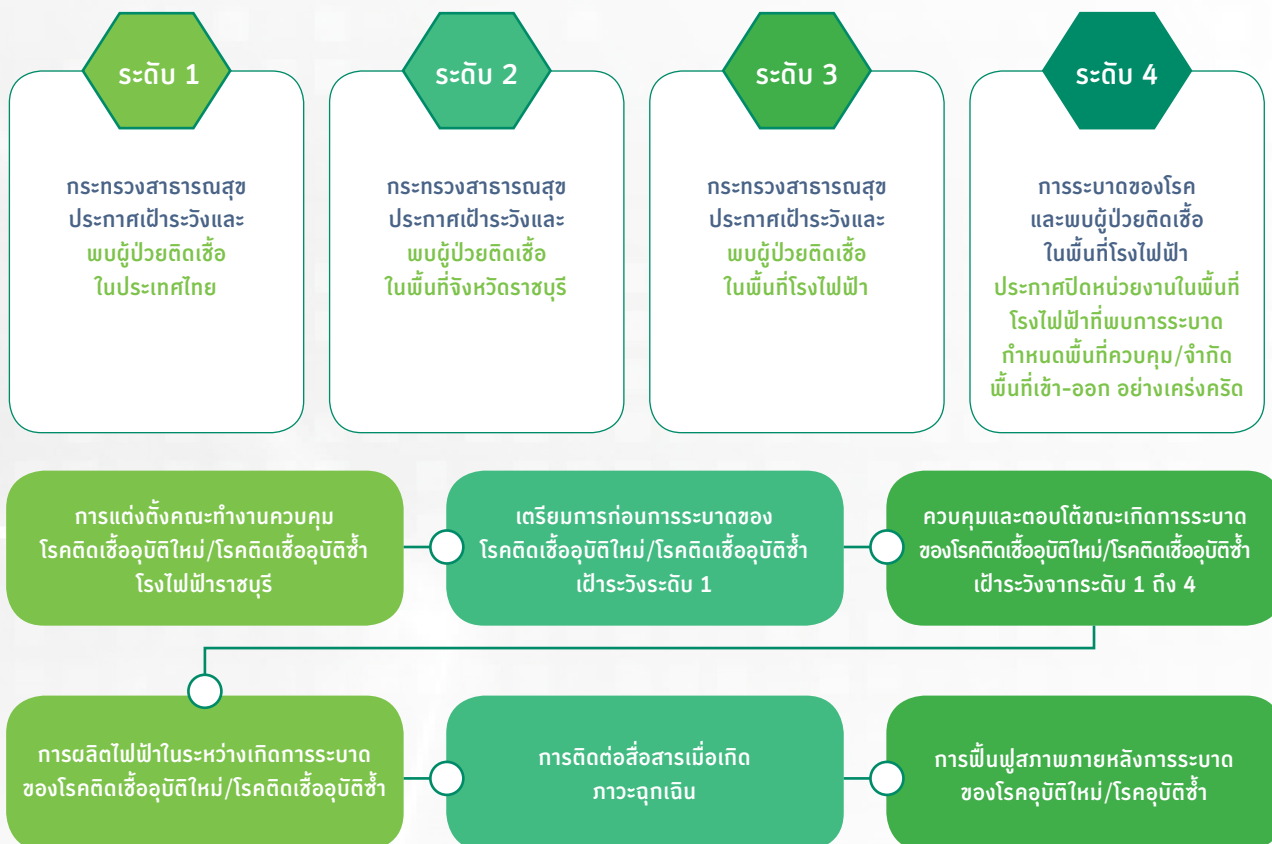 ระดับ 1
กระทรวงสาธารณสุข
ประกาศเฝ้าระวังและ
พบผู้ป่วยติดเชื้อ
ในประเทศไทย
ระดับ 2
กระทรวงสาธารณสุข
ประกาศเฝ้าระวังและ
พบผู้ป่วยติดเชื้อ
ในพื้นที่จังหวัดราชบุรี
ระดับ 3
กระทรวงสาธารณสุข
ประกาศเฝ้าระวังและ
พบผู้ป่วยติดเชื้อ
ในพื้นที่โรงไฟฟ้า
ระดับ 4
การระบาดของโรค
และพบผู้ป่วยติดเชื้อ
ในพื้นที่โรงไฟฟ้า
ประกาศปิดหน่วยงานในพื้นที่
โรงไฟฟ้าที่พบการระบาด
กำหนดพื้นที่ควบคุม/จำกัด
พื้นที่เข้า-ออก อย่างเคร่งครัด
การแต่งตั้งคณะทำงานควบคุม
โรคติดเชื้ออุบัติใหม่/โรคติดเชื้ออุบัติซ้ำ
โรงไฟฟ้าราชบุรี
เตรียมการก่อนการระบาดของ
โรคติดเชื้ออุบัติใหม่/โรคติดเชื้ออุบัติซ้ำ
เฝ้าระวังระดับ 1
ควบคุมและตอบโต้ขณะเกิดการระบาด
ของโรคติดเชื้ออุบัติใหม่/โรคติดเชื้ออุบัติซ้ำ
เฝ้าระวังจากระดับ 1 ถึง 4
การผลิตไฟฟ้าในระหว่างเกิดการระบาด
ของโรคติดเชื้ออุบัติใหม่/โรคติดเชื้ออุบัติซ้ำ
การติดต่อสื่อสารเมื่อเกิด
ภาวะฉุกเฉิน
การฟื้นฟูสภาพภายหลังการระบาด
ของโรคอุบัติใหม่/โรคอุบัติซ้ำ